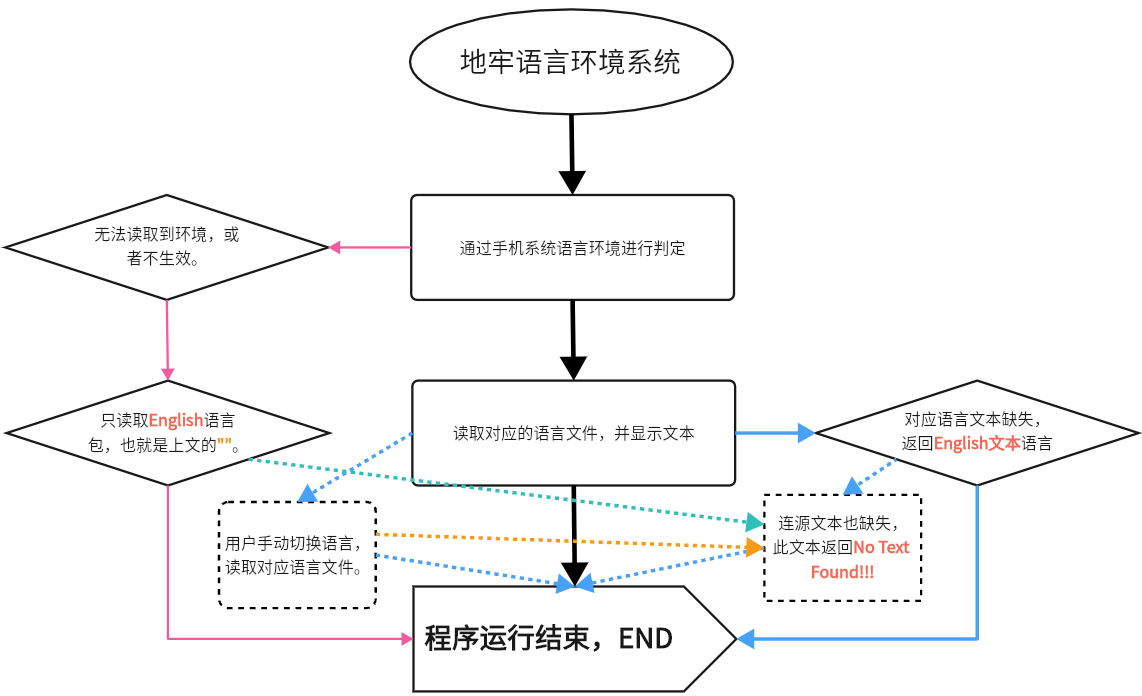 地牢语言环境系统
无法读取到环境，或
者不生效。
通过手机系统语言环境进行判定
只读取English语言
包，也就是上文的""。
读取对应的语言文件，并显示文本
对应语言文本缺失，
返回English文本语言
用户手动切换语言，
读取对应语言文件。
连源文本也缺失，
此文本返回No Text
Found!!!
程序运行结束，END